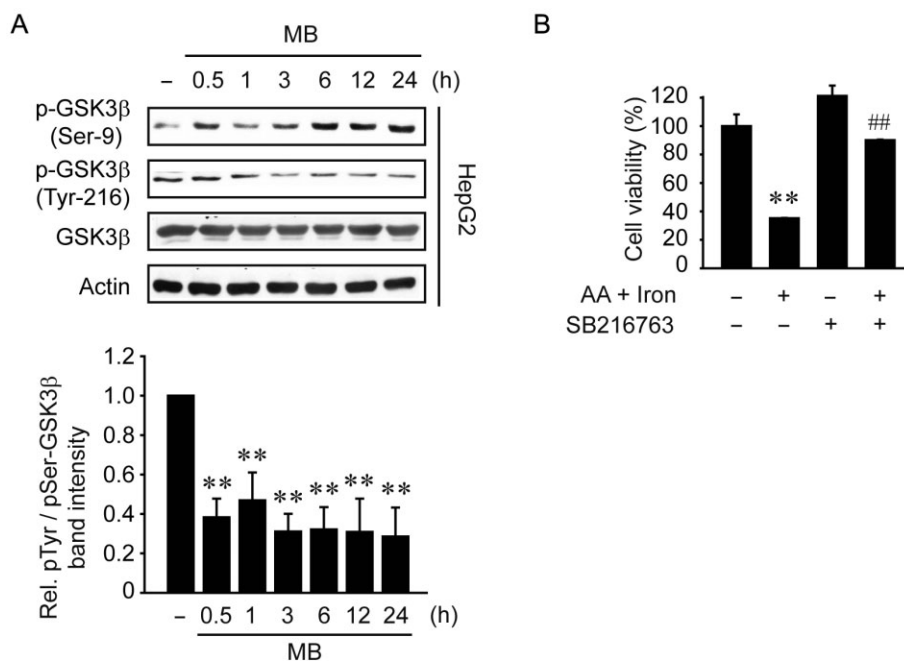 A
MB
– 0.5 1 3 6 12 24 (h)
p-GSK3β
(Ser-9)
p-GSK3β
(Tyr-216)
GSK3β
Actin
HepG2
Rel. pTyr / pSer-GSK3β
band intensity
1.2
1.0
0.8
0.6
0.4
0.2
0
** ** ** ** ** **
– 0.5 1 3 6 12 24 (h)
MB
B
Cell viability (%)
120
100
80
60
40
20
0
**
##
AA + Iron – + – +
SB216763 – – + +